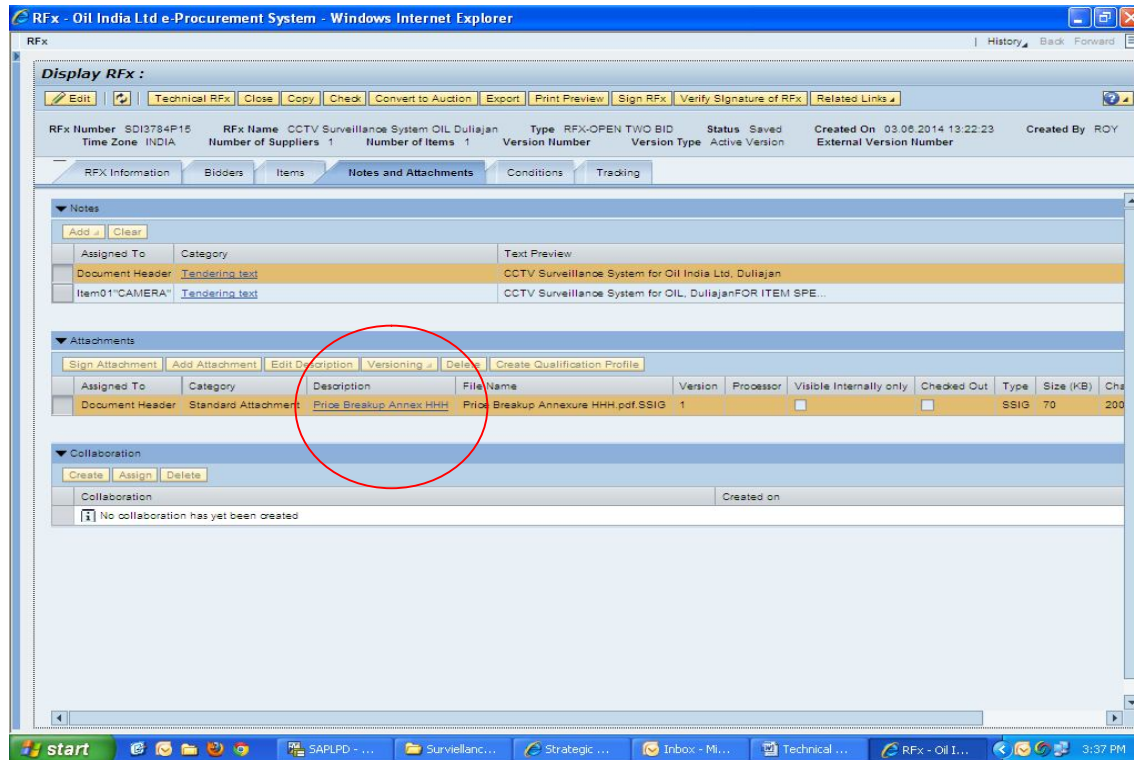 RFx - Oil India Ltd e-Procurement System - Windows Internet Explorer
RFx | History Back Forward
Display RFx :
Edit Technical RFx Close Copy Check Convert to Auction Export Print Preview Sign RFx Verify Signature of RFx Related Links
RFx Number SDI3784P15 RFx Name CCTV Surveillance System OIL Duliajan Type RFX-OPEN TWO BID Status Saved Created On 03.06.2014 13:22:23 Created By ROY
Time Zone INDIA Number of Suppliers 1 Number of Items 1 Version Number Version Type Active Version External Version Number
RFX Information Bidders Items Notes and Attachments Conditions Tracking
Notes
Add Clear
Assigned To Category Text Preview
Document Header Tendering text CCTV Surveillance System for Oil India Ltd, Duliajan
Item01"CAMERA" Tendering text CCTV Surveillance System for OIL, DuliajanFOR ITEM SPE...
Attachments
Sign Attachment Add Attachment Edit Description Versioning Delete Create Qualification Profile
Assigned To Category Description File Name Version Processor Visible Internally only Checked Out Type Size (KB) Cha
Document Header Standard Attachment Price Breakup Annex HHH Price Breakup Annexure HHH.pdf.SSIG 1 SSIG 70 200
Collaboration
Create Assign Delete
Collaboration Created on
No collaboration has yet been created
start SAPLPD - ... Surviellanc... Strategic ... Inbox - Mi... Technical ... RFx - Oil I... 3:37 PM